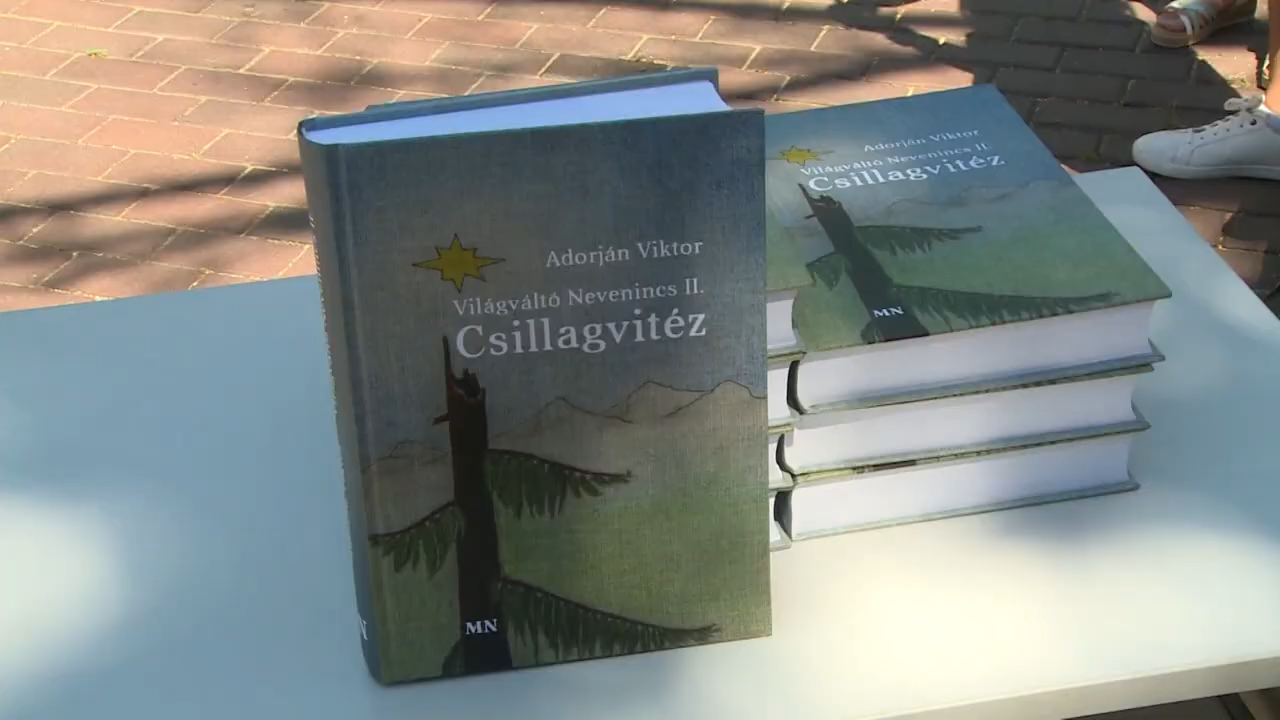 Adorján Viktor
Világváltó Nevenincs II.
Csillagvitéz
MN
Adorján Viktor
Világváltó Nevenincs II.
Csillagvitéz
MN